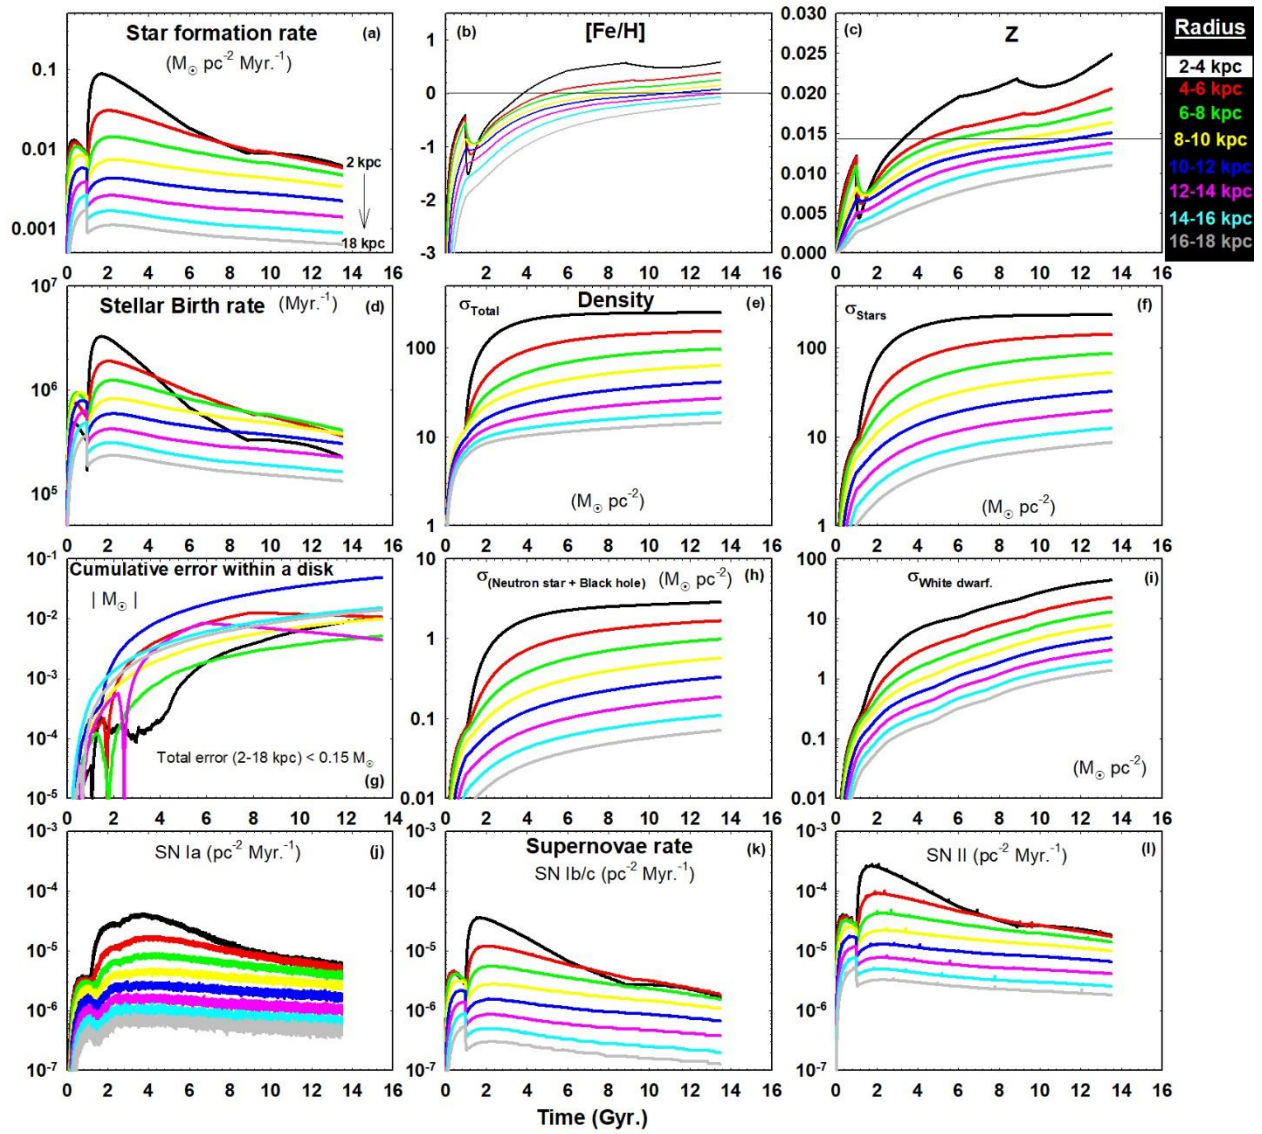 Star formation rate (a)
(M☉ pc-2 Myr.-1)
0.1
0.01
0.001
2 kpc
18 kpc
0 2 4 6 8 10 12 14 16
(b) [Fe/H]
1
0
-1
-2
-3
0 2 4 6 8 10 12 14 16
0.030
(c) Z
0.025
0.020
0.015
0.010
0.005
0.000
0 2 4 6 8 10 12 14 16
Radius
2-4 kpc
4-6 kpc
6-8 kpc
8-10 kpc
10-12 kpc
12-14 kpc
14-16 kpc
16-18 kpc
10^7
Stellar Birth rate (Myr.-1) (d)
10^6
10^5
0 2 4 6 8 10 12 14 16
σTotal Density (e)
100
10
1
(M☉ pc-2)
0 2 4 6 8 10 12 14 16
σStars (f)
100
10
1
(M☉ pc-2)
0 2 4 6 8 10 12 14 16
10^-1
Cumulative error within a disk
| M☉ |
10^-2
10^-3
10^-4
10^-5
Total error (2-18 kpc) < 0.15 M☉
(g)
0 2 4 6 8 10 12 14
10
σ(Neutron star + Black hole) (M☉ pc-2) (h)
1
0.1
0.01
0 2 4 6 8 10 12 14 16
100
σWhite dwarf. (i)
10
1
0.1
0.01
(M☉ pc-2)
0 2 4 6 8 10 12 14 16
10^-3
SN Ia (pc-2 Myr.-1) (j)
10^-4
10^-5
10^-6
10^-7
0 2 4 6 8 10 12 14 16
10^-3
Supernovae rate (k)
SN Ib/c (pc-2 Myr.-1)
10^-4
10^-5
10^-6
10^-7
0 2 4 6 8 10 12 14 16
10^-3
SN II (pc-2 Myr.-1) (l)
10^-4
10^-5
10^-6
10^-7
0 2 4 6 8 10 12 14 16
Time (Gyr.)